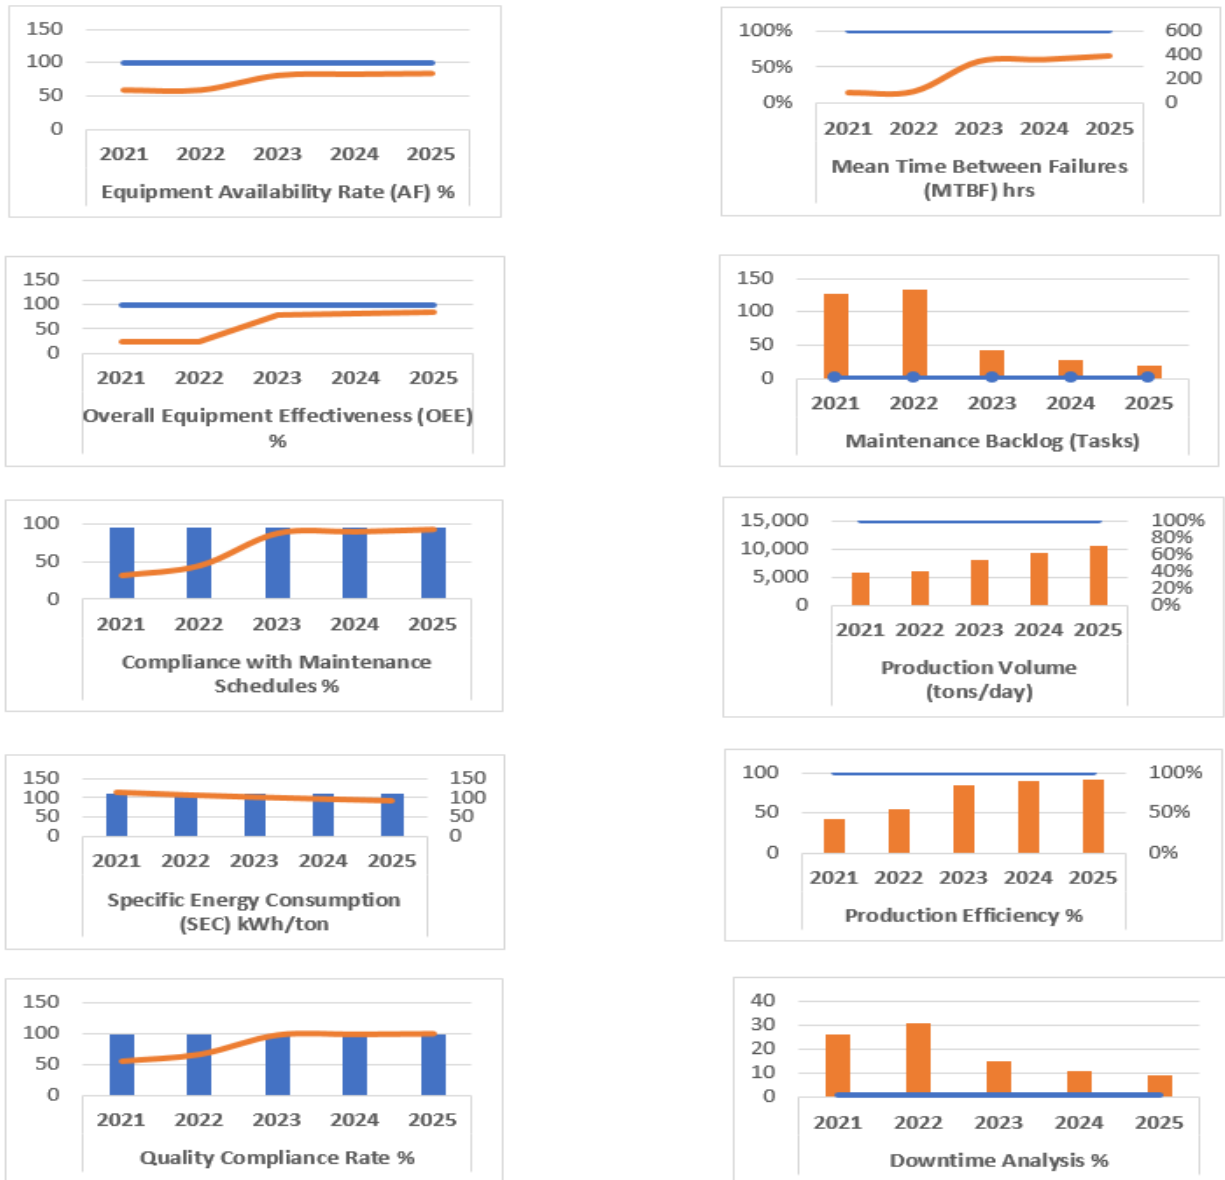 150
100
50
0
2021 2022 2023 2024 2025
Equipment Availability Rate (AF) %
100% 600
400
50% 200
0% 0
2021 2022 2023 2024 2025
Mean Time Between Failures
(MTBF) hrs
150
100
50
0
2021 2022 2023 2024 2025
Overall Equipment Effectiveness (OEE)
%
150
100
50
0
2021 2022 2023 2024 2025
Maintenance Backlog (Tasks)
100
50
0
2021 2022 2023 2024 2025
Compliance with Maintenance
Schedules %
15,000 100%
80%
10,000 60%
5,000 40%
20%
0 0%
2021 2022 2023 2024 2025
Production Volume
(tons/day)
150 150
100 100
50 50
0 0
2021 2022 2023 2024 2025
Specific Energy Consumption
(SEC) kWh/ton
100 100%
50 50%
0 0%
2021 2022 2023 2024 2025
Production Efficiency %
150
100
50
0
2021 2022 2023 2024 2025
Quality Compliance Rate %
40
30
20
10
0
2021 2022 2023 2024 2025
Downtime Analysis %